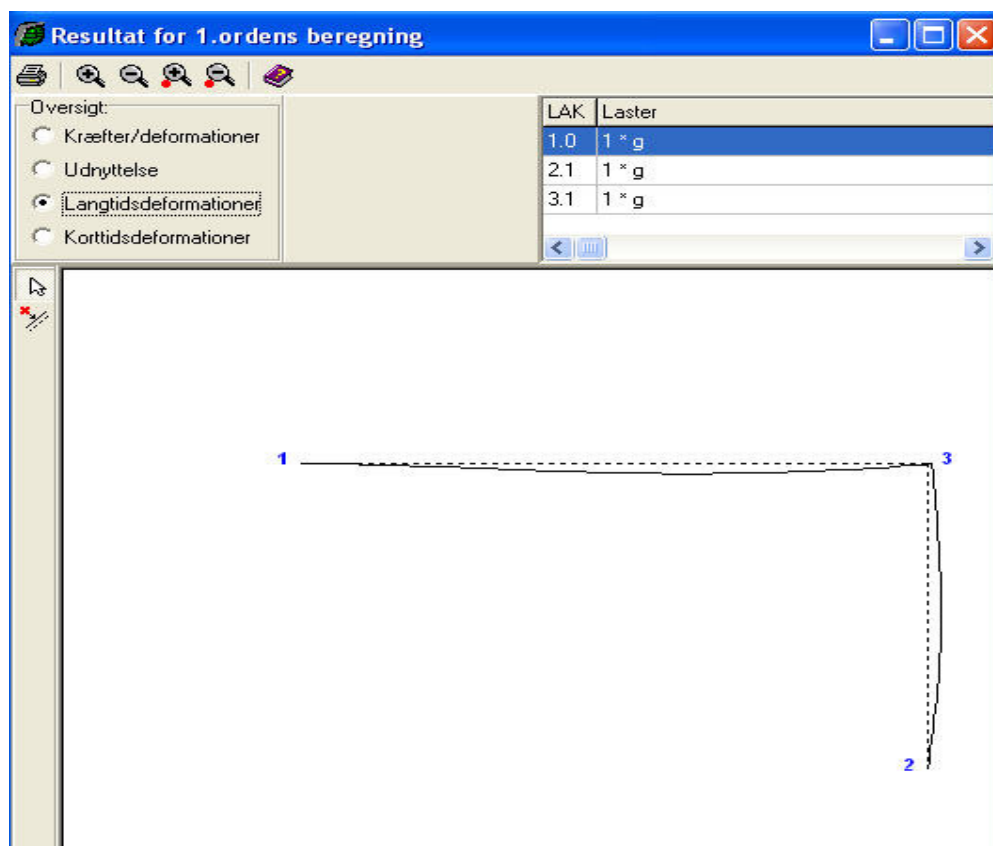 Resultat for 1.ordens beregning
Oversigt:
Kræfter/deformationer
Udnyttelse
Langtidsdeformationer
Korttidsdeformationer
LAK Laster
1.0 1 * g
2.1 1 * g
3.1 1 * g
1
3
2